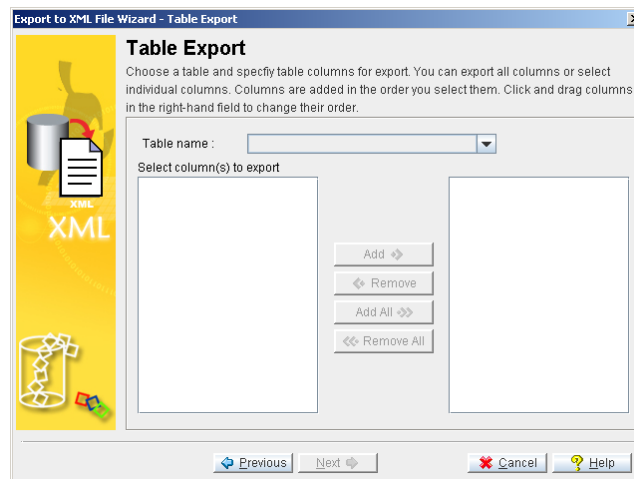 Export to XML File Wizard - Table Export
Table Export
Choose a table and specfiy table columns for export. You can export all columns or select
individual columns. Columns are added in the order you select them. Click and drag columns
in the right-hand field to change their order.
Table name :
Select column(s) to export
XML
XML
Add
Remove
Add All
Remove All
Previous
Next
Cancel
Help